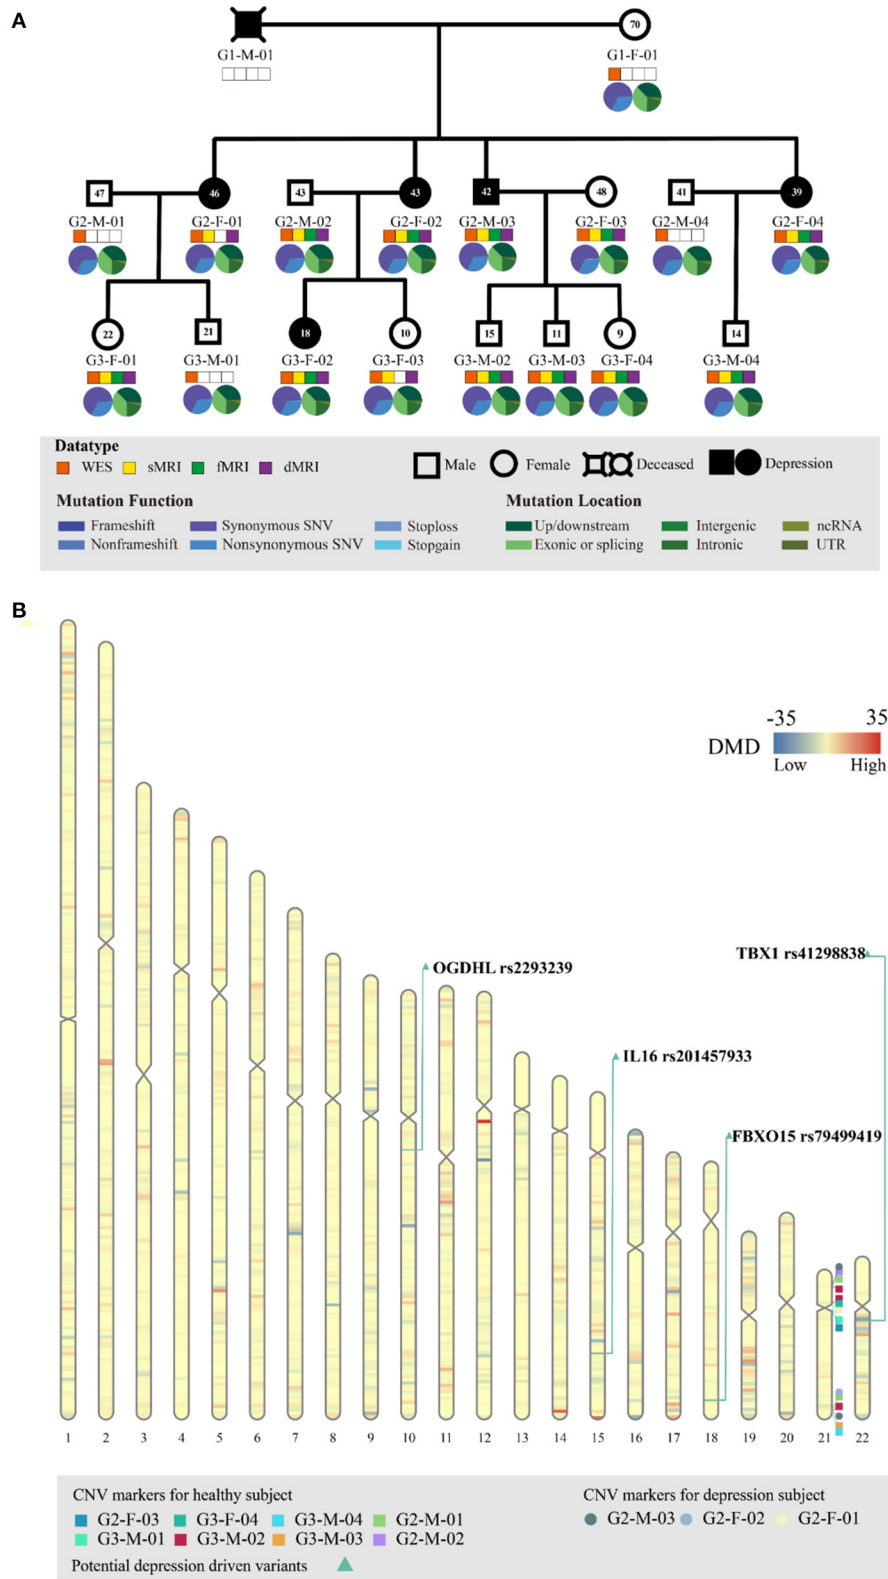 A
70
G1-M-01
G1-F-01
47
46
43
43
42
48
41
39
G2-M-01
G2-F-01
G2-M-02
G2-F-02
G2-M-03
G2-F-03
G2-M-04
G2-F-04
22
21
18
10
15
11
9
14
G3-F-01
G3-M-01
G3-F-02
G3-F-03
G3-M-02
G3-M-03
G3-F-04
G3-M-04
Datatype
WES sMRI fMRI dMRI
Male Female Deceased Depression
Mutation Function
Mutation Location
Frameshift Synonymous SNV Stoploss
Nonframeshift Nonsynonymous SNV Stopgain
Up/downstream Intergenic ncRNA
Exonic or splicing Intronic UTR
B
-35 35
DMD
Low High
TBX1 rs41298838
OGDHL rs2293239
IL16 rs201457933
FBXO15 rs79499419
1 2 3 4 5 6 7 8 9 10 11 12 13 14 15 16 17 18 19 20 21 22
CNV markers for healthy subject
G2-F-03 G3-F-04 G3-M-04 G2-M-01
G3-M-01 G3-M-02 G3-M-03 G2-M-02
Potential depression driven variants
CNV markers for depression subject
G2-M-03 G2-F-02 G2-F-01